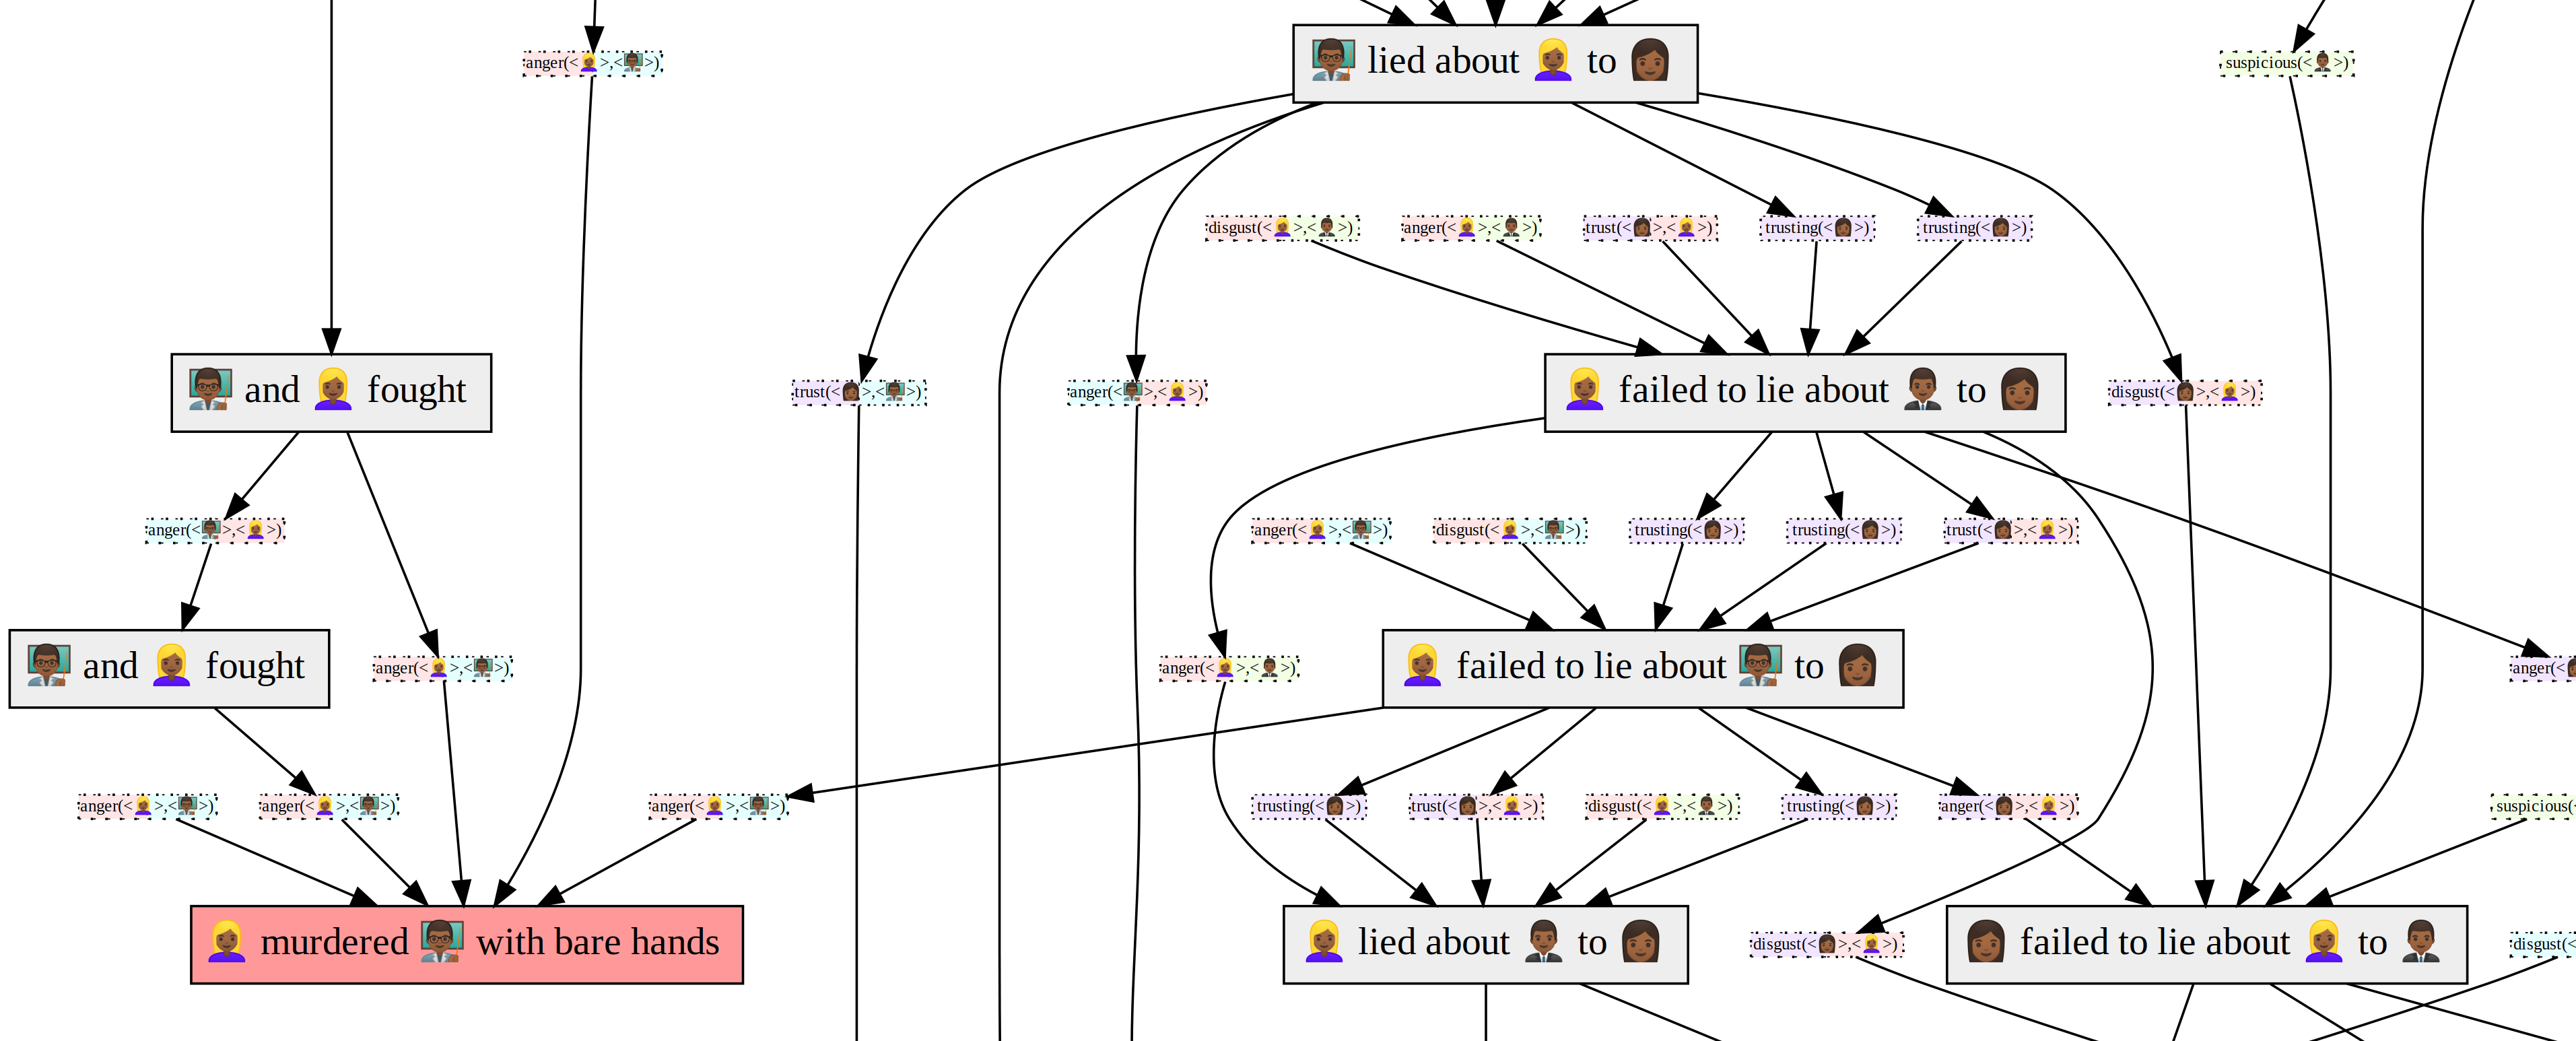 anger(<👱🏾‍♀️>,<👨🏾‍🏫>)
👨🏾‍🏫 lied about 👱🏾‍♀️ to 👩🏾
suspicious(<👨🏾‍💼>)
disgust(<👱🏾‍♀️>,<👨🏾‍💼>)
anger(<👱🏾‍♀️>,<👨🏾‍💼>)
trust(<👩🏾>,<👱🏾‍♀️>)
trusting(<👩🏾>)
trusting(<👩🏾>)
👨🏾‍🏫 and 👱🏾‍♀️ fought
trust(<👩🏾>,<👨🏾‍🏫>)
anger(<👨🏾‍🏫>,<👱🏾‍♀️>)
👱🏾‍♀️ failed to lie about 👨🏾‍💼 to 👩🏾
disgust(<👩🏾>,<👱🏾‍♀️>)
anger(<👨🏾‍🏫>,<👱🏾‍♀️>)
anger(<👱🏾‍♀️>,<👨🏾‍🏫>)
disgust(<👱🏾‍♀️>,<👨🏾‍🏫>)
trusting(<👩🏾>)
trusting(<👩🏾>)
trust(<👩🏾>,<👱🏾‍♀️>)
👨🏾‍🏫 and 👱🏾‍♀️ fought
anger(<👱🏾‍♀️>,<👨🏾‍🏫>)
anger(<👱🏾‍♀️>,<👨🏾‍💼>)
👱🏾‍♀️ failed to lie about 👨🏾‍🏫 to 👩🏾
anger(<👩🏾
anger(<👱🏾‍♀️>,<👨🏾‍🏫>)
anger(<👱🏾‍♀️>,<👨🏾‍🏫>)
anger(<👱🏾‍♀️>,<👨🏾‍🏫>)
trusting(<👩🏾>)
trust(<👩🏾>,<👱🏾‍♀️>)
disgust(<👱🏾‍♀️>,<👨🏾‍💼>)
trusting(<👩🏾>)
anger(<👩🏾>,<👱🏾‍♀️>)
suspicious(<
👱🏾‍♀️ murdered 👨🏾‍🏫 with bare hands
👱🏾‍♀️ lied about 👨🏾‍💼 to 👩🏾
disgust(<👩🏾>,<👱🏾‍♀️>)
👩🏾 failed to lie about 👱🏾‍♀️ to 👨🏾‍💼
disgust(<